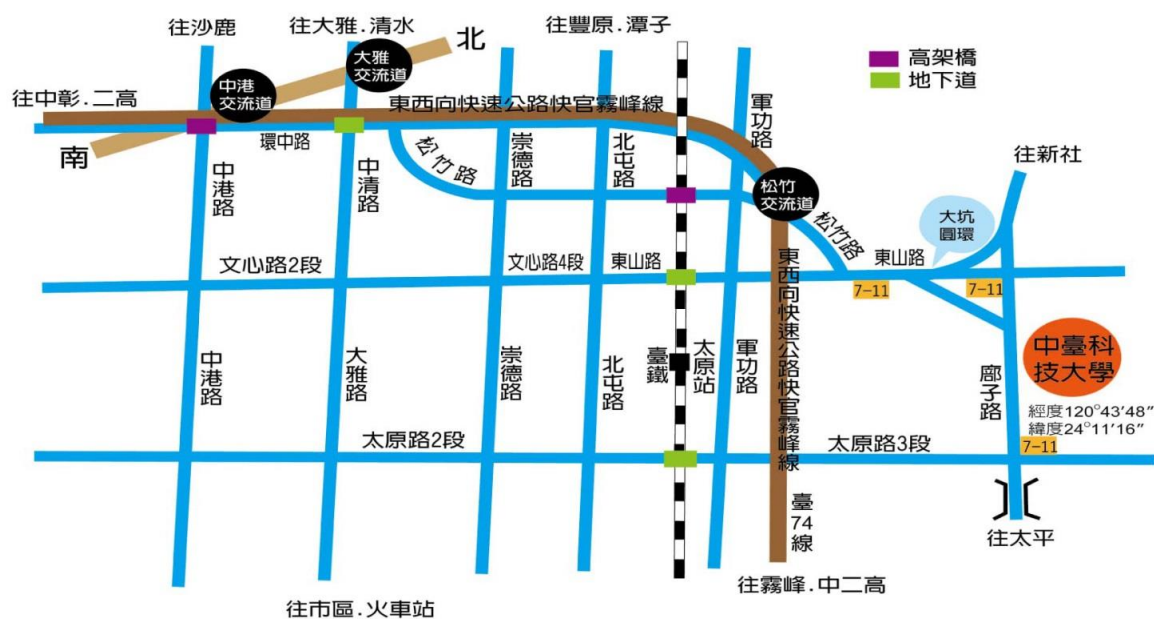 往沙鹿
往大雅.清水
北
往豐原.潭子
高架橋
地下道
大雅
交流道
中港
交流道
往中彰.二高
東西向快速公路快官霧峰線
軍功路
南
環中路
中港路
中清路
松竹路
崇德路
北屯路
往新社
松竹
交流道
松竹路
大坑
圓環
文心路2段
文心路4段
東山路
東山路
7-11
7-11
東西向快速公路快官霧峰線
中港路
大雅路
崇德路
北屯路
臺鐵
太原站
軍功路
廍子路
中臺科
技大學
經度120°43'48"
緯度24°11'16"
7-11
太原路2段
太原路3段
臺74線
往太平
往霧峰.中二高
往市區.火車站